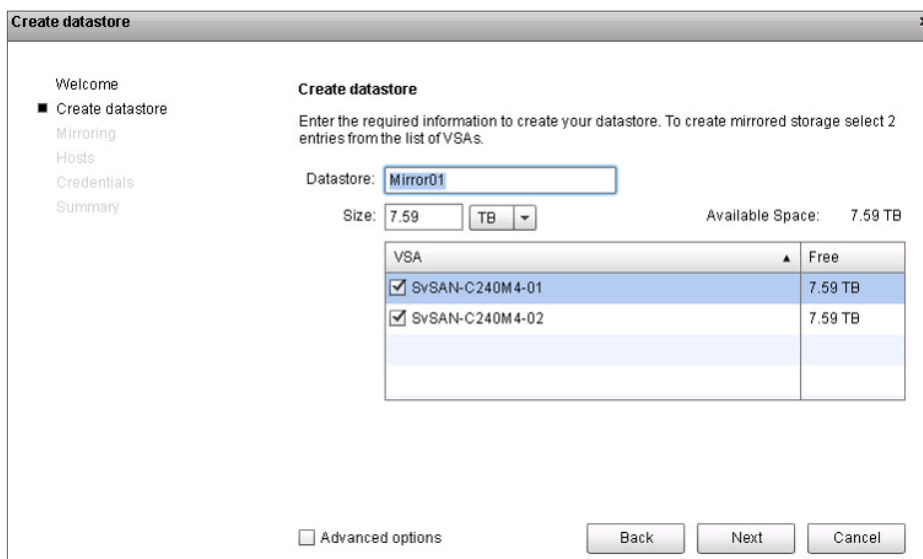 Create datastore
Welcome
Create datastore
Mirroring
Hosts
Credentials
Summary
Create datastore
Enter the required information to create your datastore. To create mirrored storage select 2
entries from the list of VSAs.
Datastore: Mirror01
Size: 7.59 TB Available Space: 7.59 TB
VSA Free
SvSAN-C240M4-01 7.59 TB
SvSAN-C240M4-02 7.59 TB
Advanced options Back Next Cancel